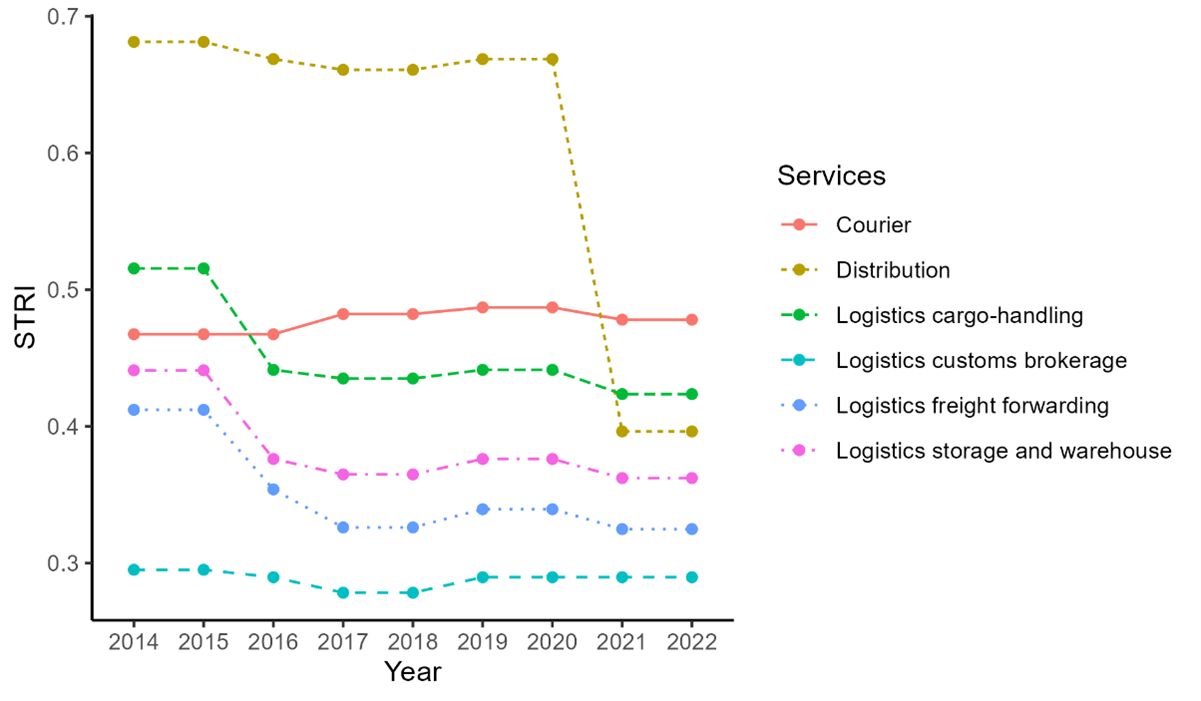 0.7
0.6
0.5
0.4
0.3
STRI
2014 2015 2016 2017 2018 2019 2020 2021 2022
Year
Services
Courier
Distribution
Logistics cargo-handling
Logistics customs brokerage
Logistics freight forwarding
Logistics storage and warehouse